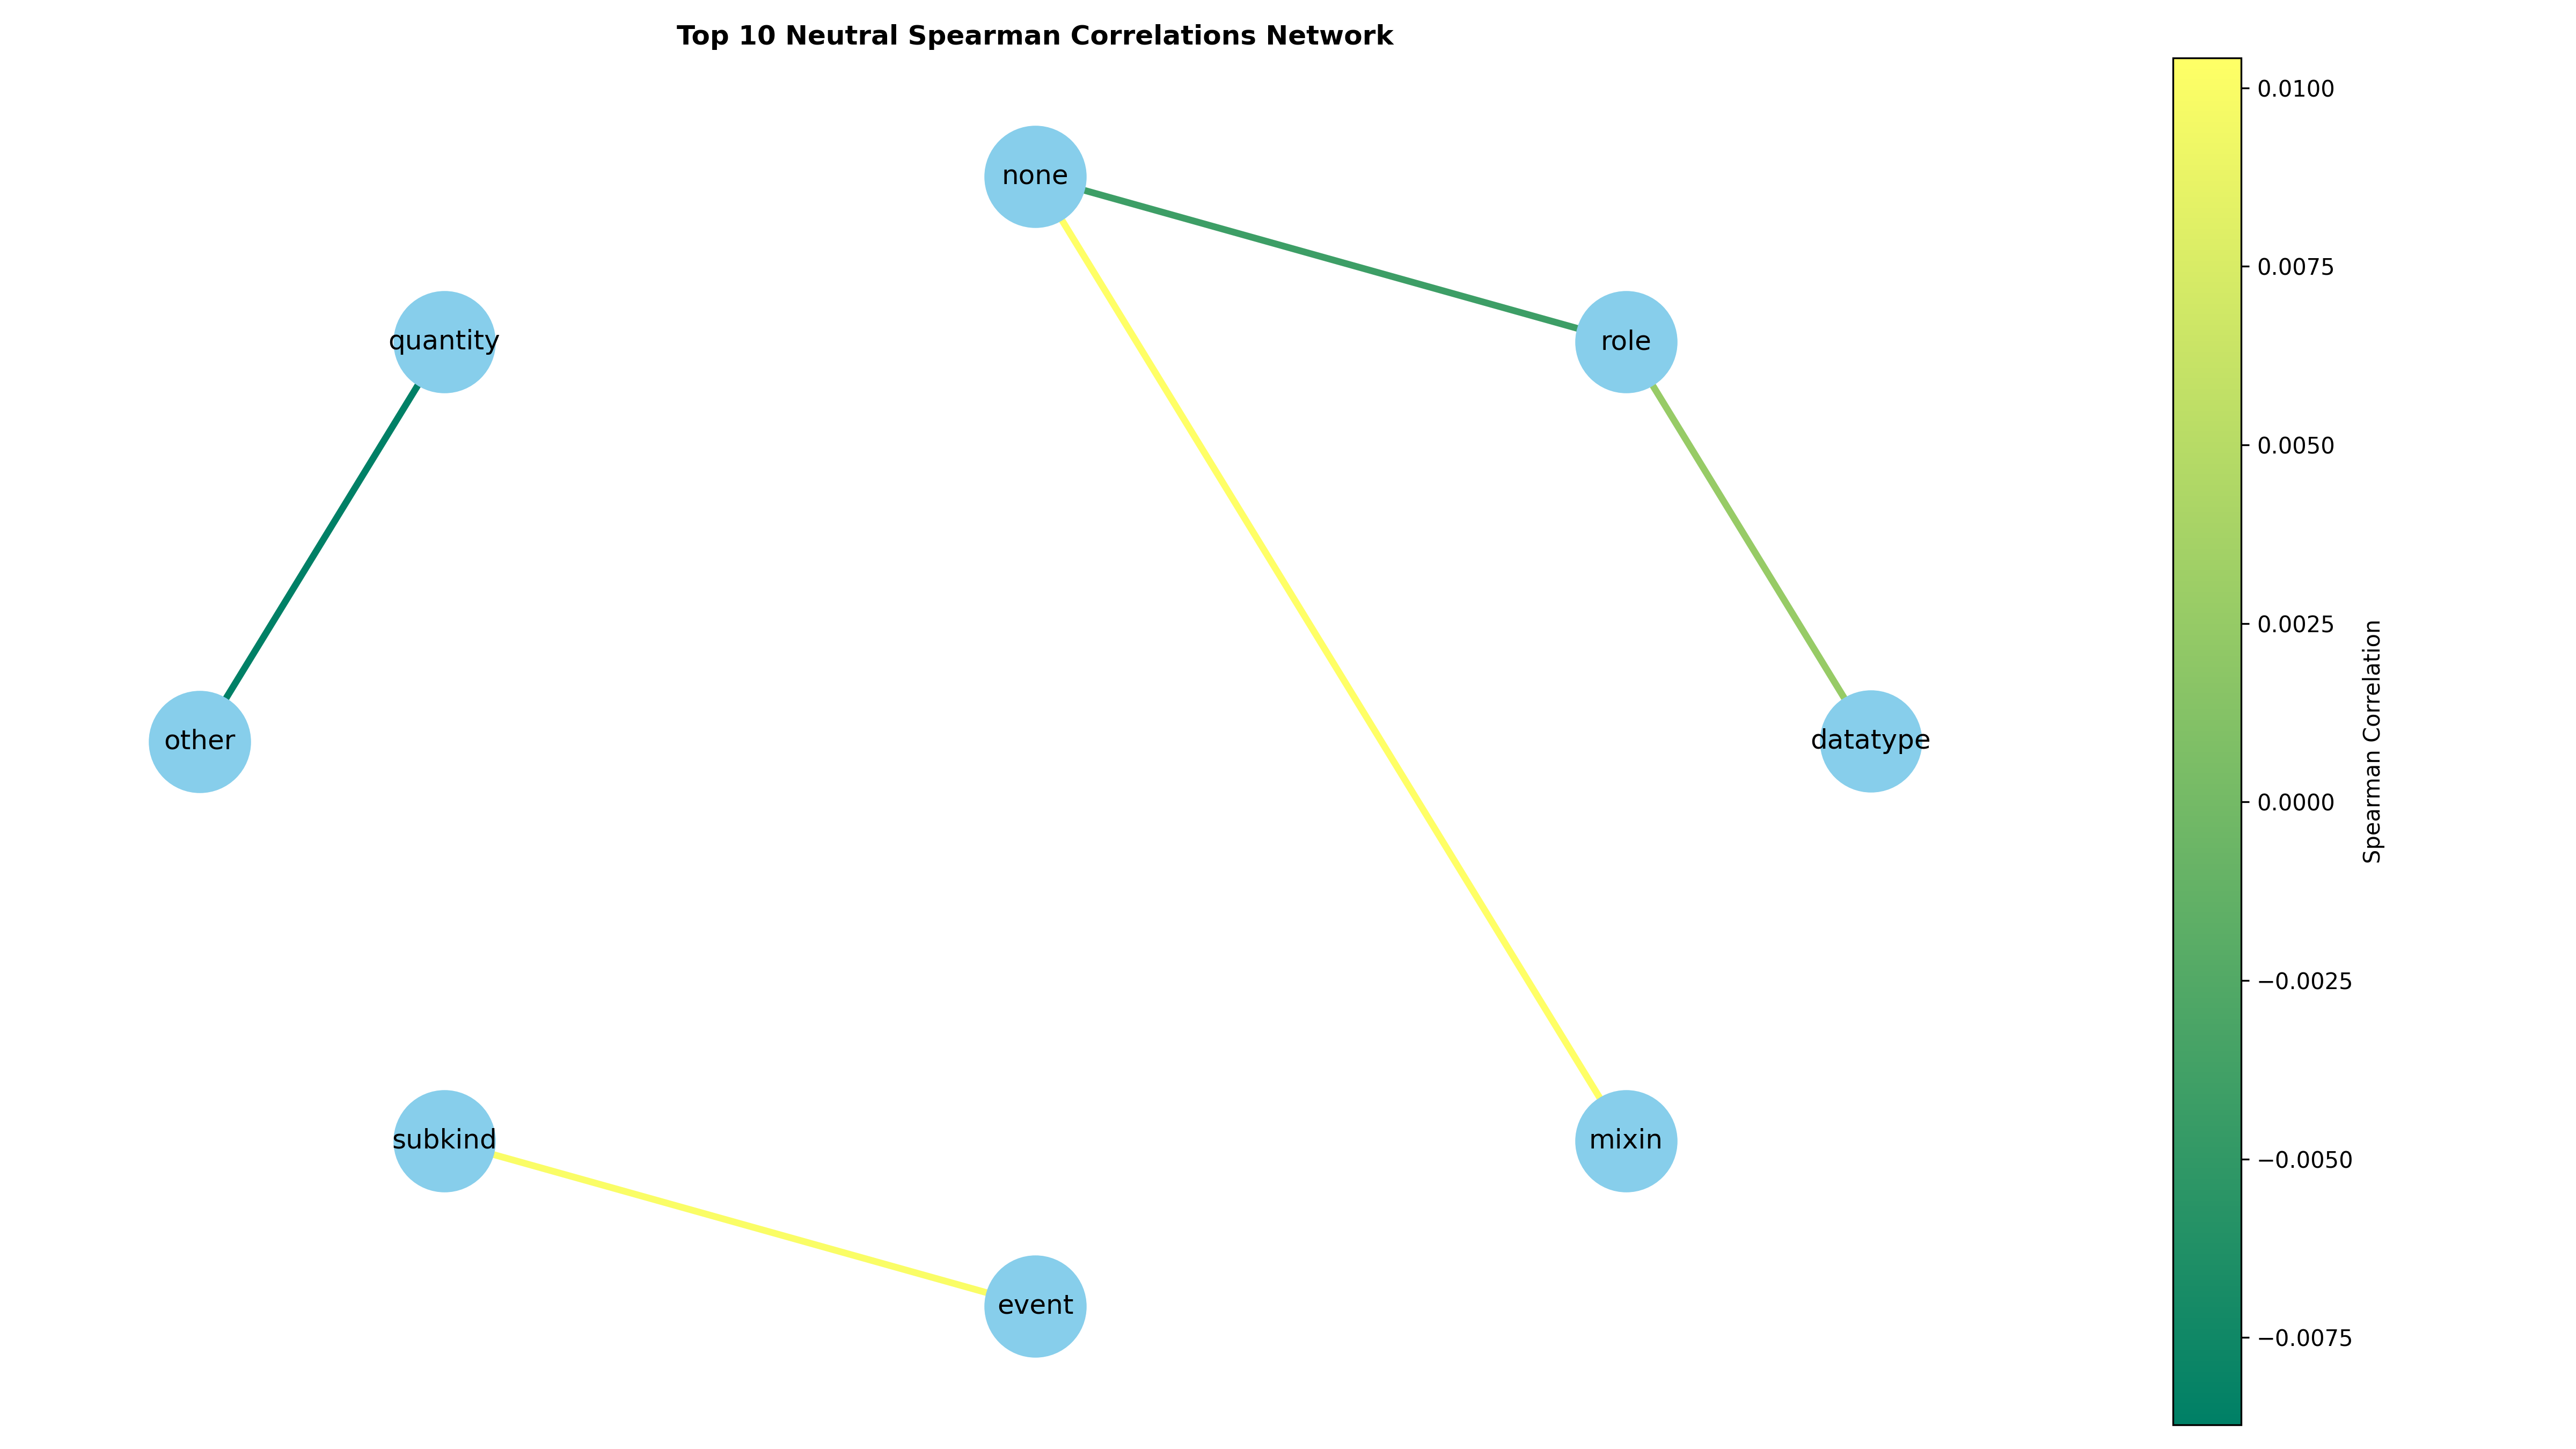 Top 10 Neutral Spearman Correlations Network
none
quantity
role
other
datatype
subkind
mixin
event
0.0100
0.0075
0.0050
0.0025
0.0000
−0.0025
−0.0050
−0.0075
Spearman Correlation